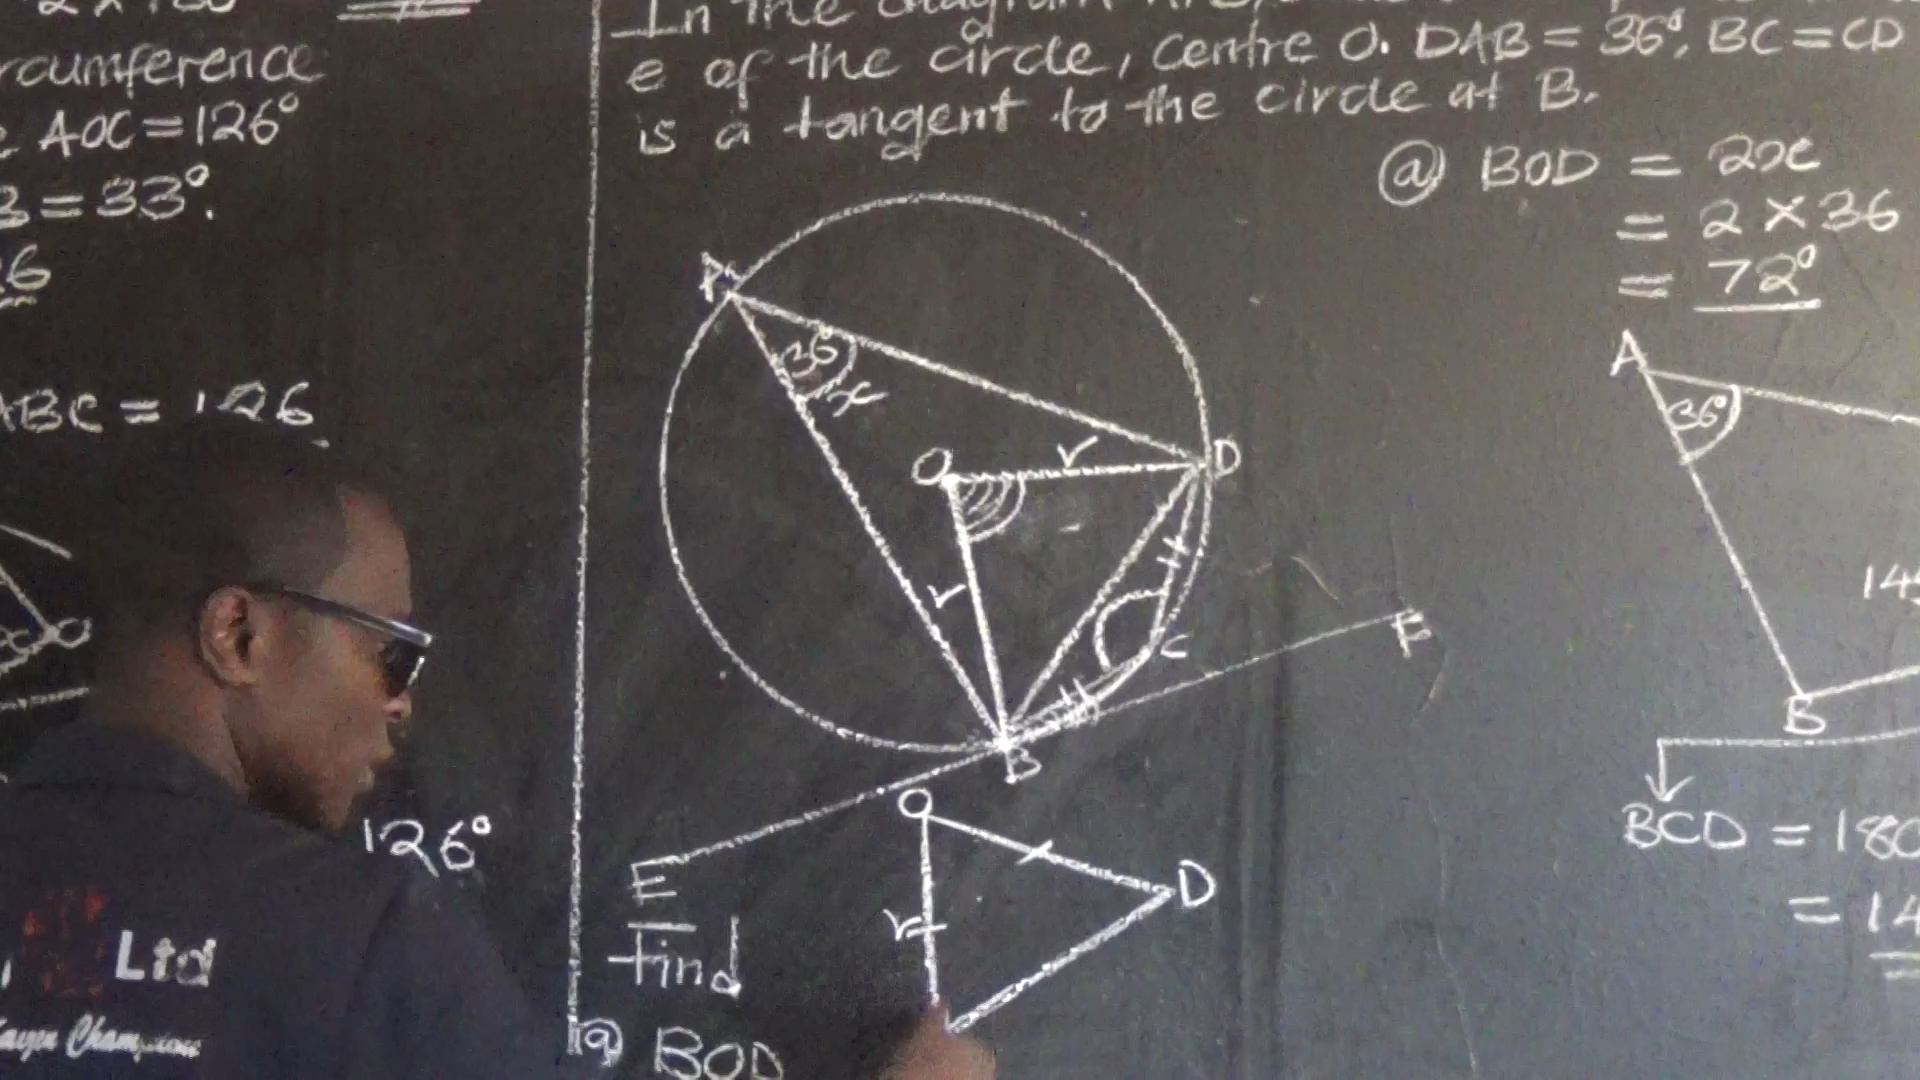 rcumference
AOC = 126°
= 33°.
ABC = 126
126°
Ltd
In the diagram
e of the circle, centre O. DAB = 36°, BC = CD
is a tangent to the circle at B.
@ BOD = 2x
= 2 × 36
= 72°
A
36°
x
O
r
D
r
C
F
B
E
O
r
D
find
a) BOD
A
36°
B
BCD = 180
= 14